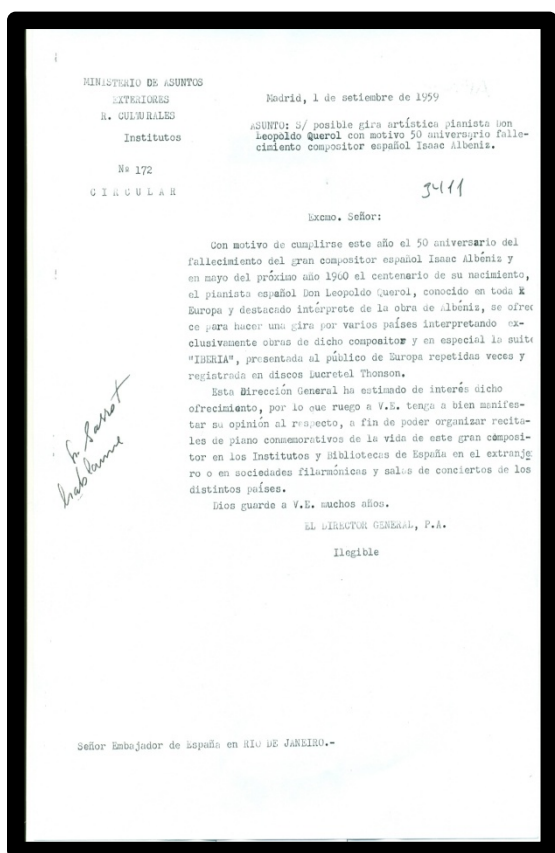 MINISTERIO DE ASUNTOS
EXTERIORES
R. CULTURALES
Institutos
Nº 172
C I R C U L A R
Madrid, 1 de setiembre de 1959
ASUNTO: S/ posible gira artística pianista Don
Leopoldo Querol con motivo 50 aniversario falle-
cimiento compositor español Isaac Albeniz.
3411
Excmo. Señor:
Con motivo de cumplirse este año el 50 aniversario del
fallecimiento del gran compositor español Isaac Albéniz y
en mayo del próximo año 1960 el centenario de su nacimiento,
el pianista español Don Leopoldo Querol, conocido en toda E
Europa y destacado intérprete de la obra de Albéniz, se ofrec
ce para hacer una gira por varios países interpretando ex-
clusivamente obras de dicho compositor y en especial la suite
"IBERIA", presentada al público de Europa repetidas veces y
registrada en discos Lucretel Thonson.
Esta Dirección General ha estimado de interés dicho
ofrecimiento, por lo que ruego a V.E. tenga a bien manifes-
tar su opinión al respecto, a fin de poder organizar recita-
les de piano conmemorativos de la vida de este gran composi-
tor en los Institutos y Bibliotecas de España en el extranje
ro o en sociedades filarmónicas y salas de conciertos de los
distintos países.
Dios guarde a V.E. muchos años.
EL DIRECTOR GENERAL, P.A.
Ilegible
Señor Embajador de España en RIO DE JANEIRO.-